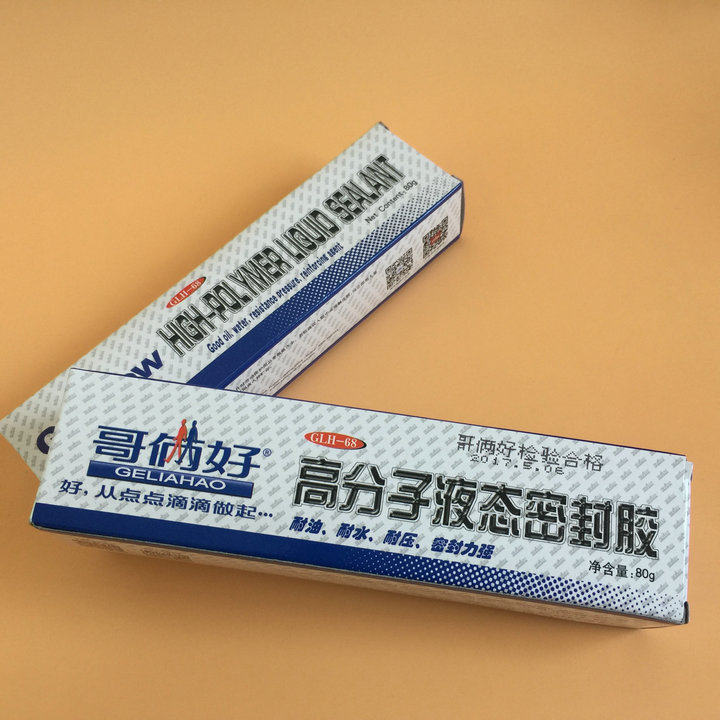 GLH-68
HIGH-POLYMER LIQUID SEALANT
Good oil, water, resistance pressure, reinforcing agent
Net Content: 80g
哥俩好®
GELIAHAO
好，从点点滴滴做起...
GLH-68
哥俩好检验合格
2017.5.06
高分子液态密封胶
耐油、耐水、耐压、密封力强
净含量: 80g